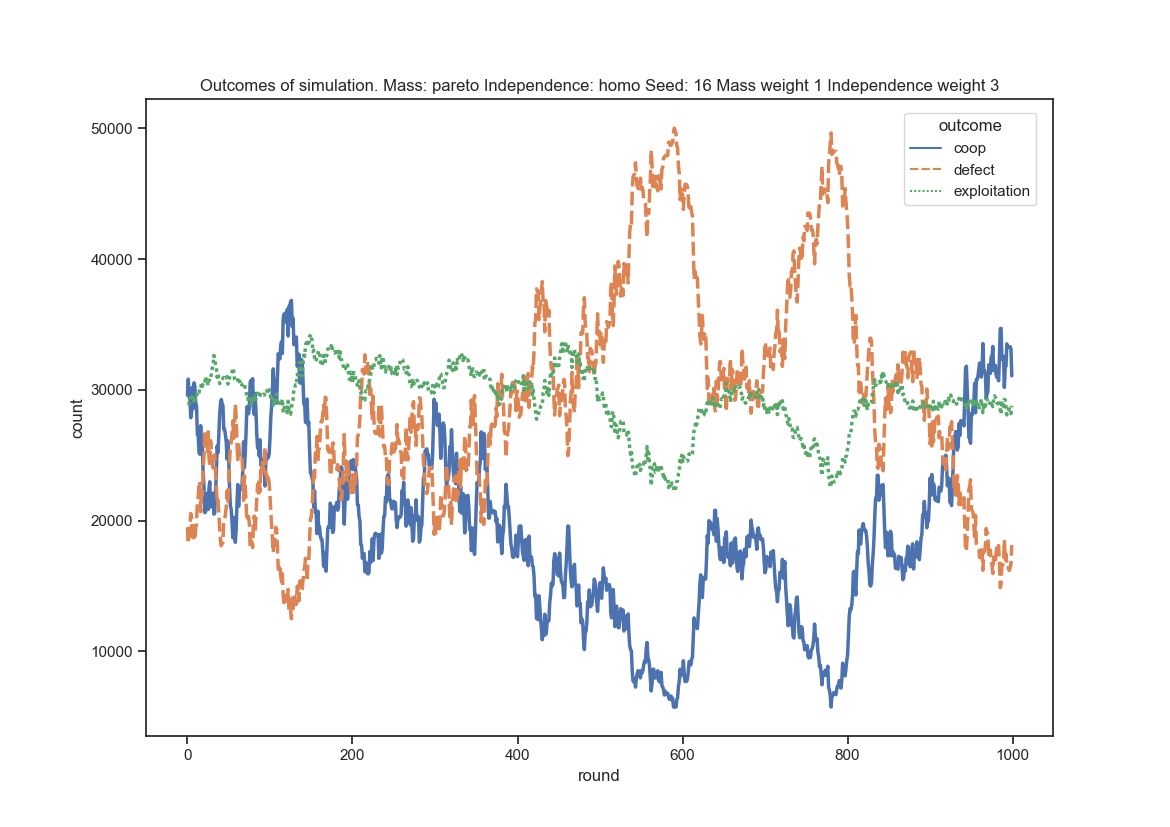 Outcomes of simulation. Mass: pareto Independence: homo Seed: 16 Mass weight 1 Independence weight 3
outcome
coop
defect
exploitation
50000
40000
30000
20000
10000
count
0 200 400 600 800 1000
round